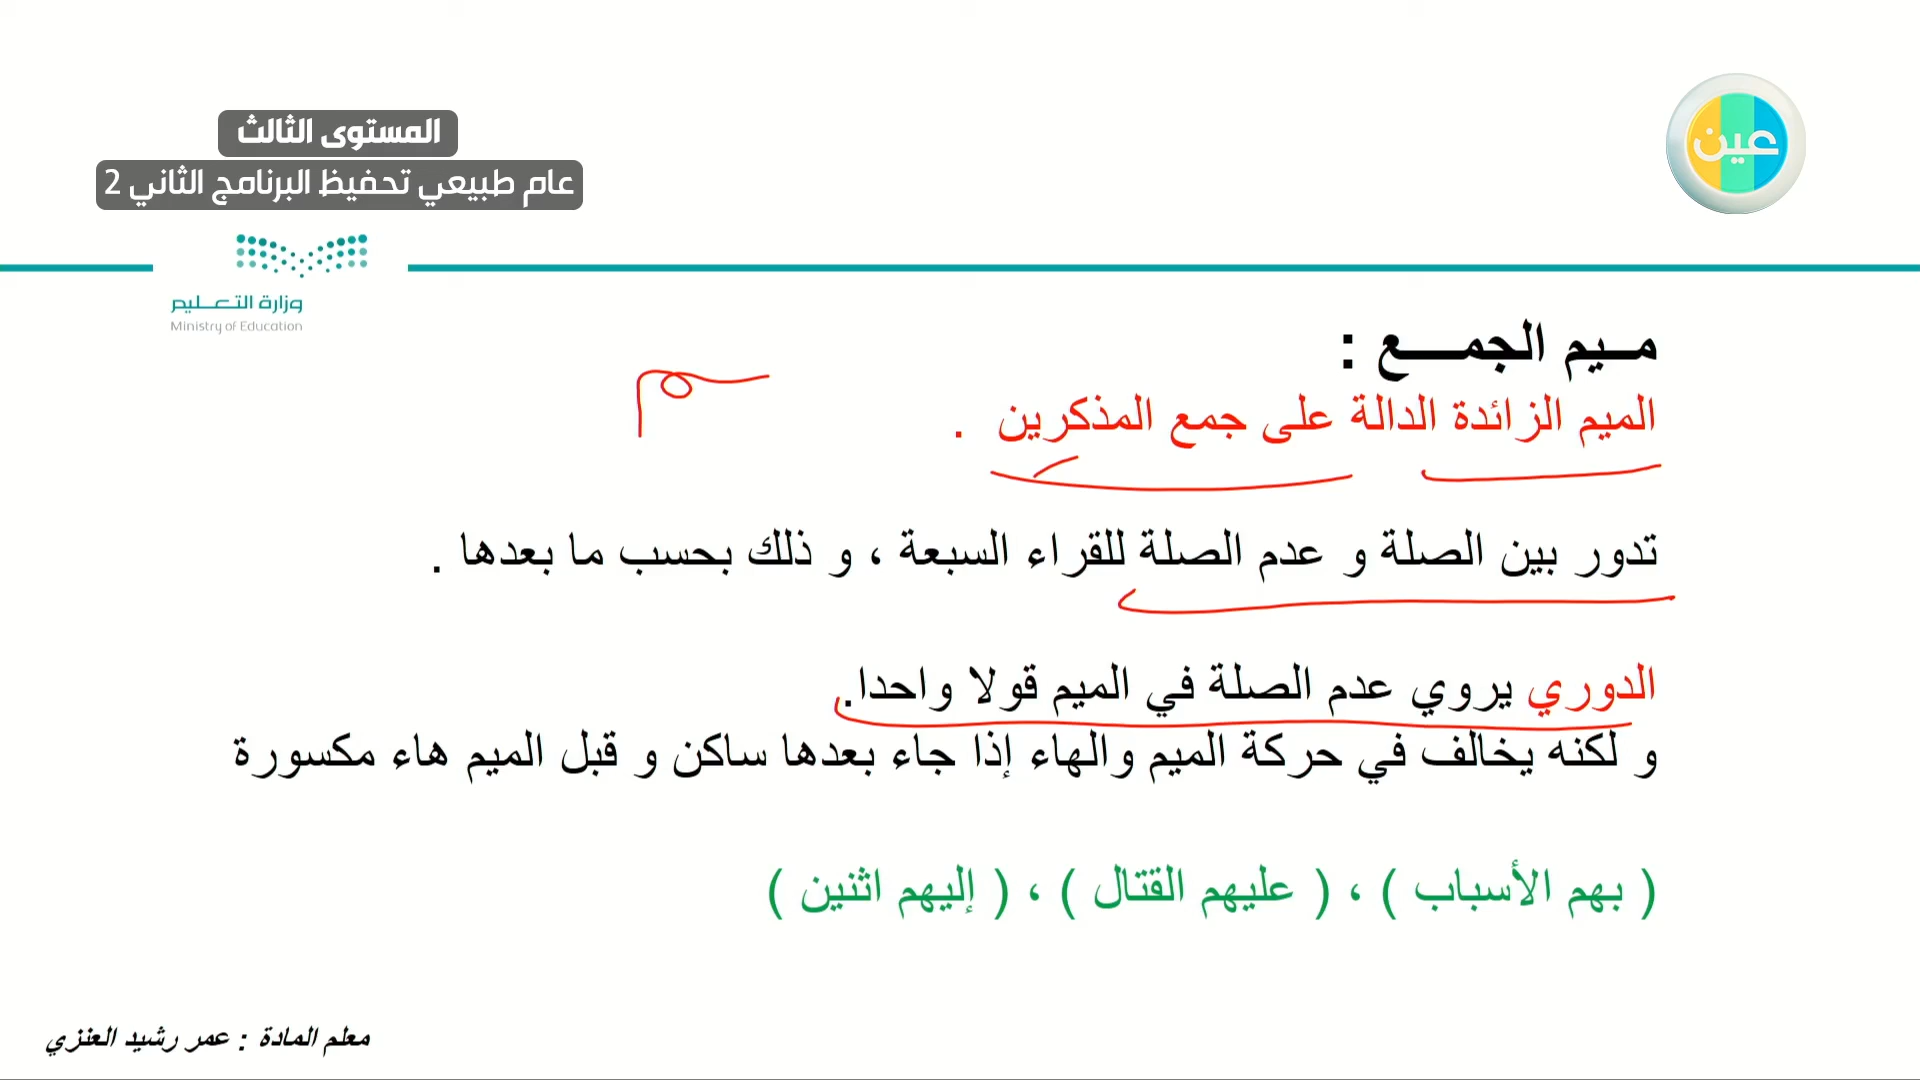 عين
المستوى الثالث
عام طبيعي تحفيظ البرنامج الثاني 2
وزارة التعليم
Ministry of Education
ميم الجمع :
الميم الزائدة الدالة على جمع المذكرين .
تدور بين الصلة و عدم الصلة للقراء السبعة ، و ذلك بحسب ما بعدها .
الدوري يروي عدم الصلة في الميم قولا واحدا.
و لكنه يخالف في حركة الميم والهاء إذا جاء بعدها ساكن و قبل الميم هاء مكسورة
( بهم الأسباب ) ، ( عليهم القتال ) ، ( إليهم اثنين )
معلم المادة : عمر رشيد العنزي